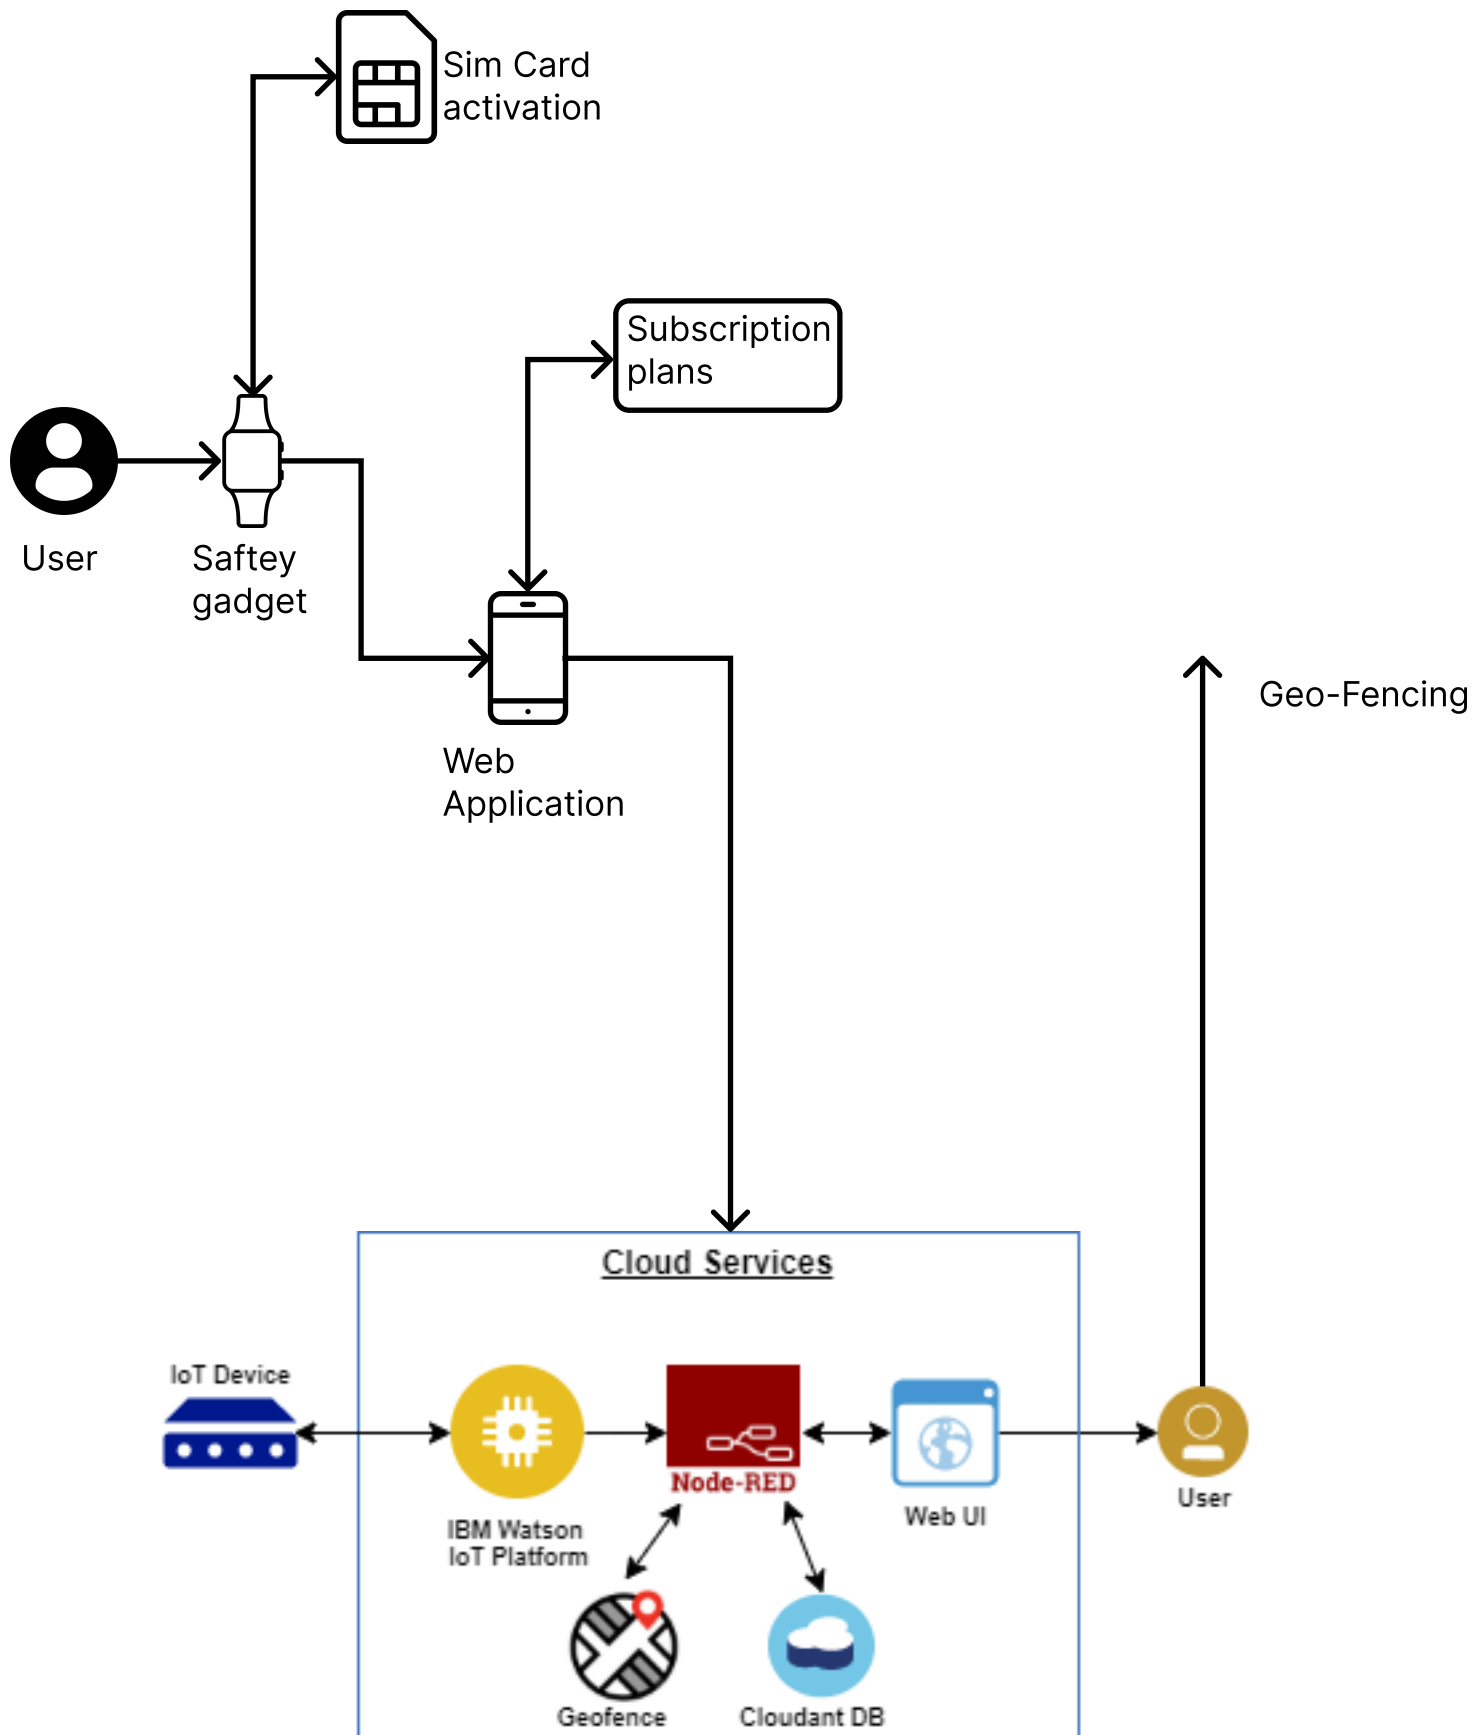 Sim Card
activation
Subscription
plans
User
Saftey
gadget
Geo-Fencing
Web
Application
Cloud Services
IoT Device
Node-RED
User
Web UI
IBM Watson
IoT Platform
Geofence
Cloudant DB